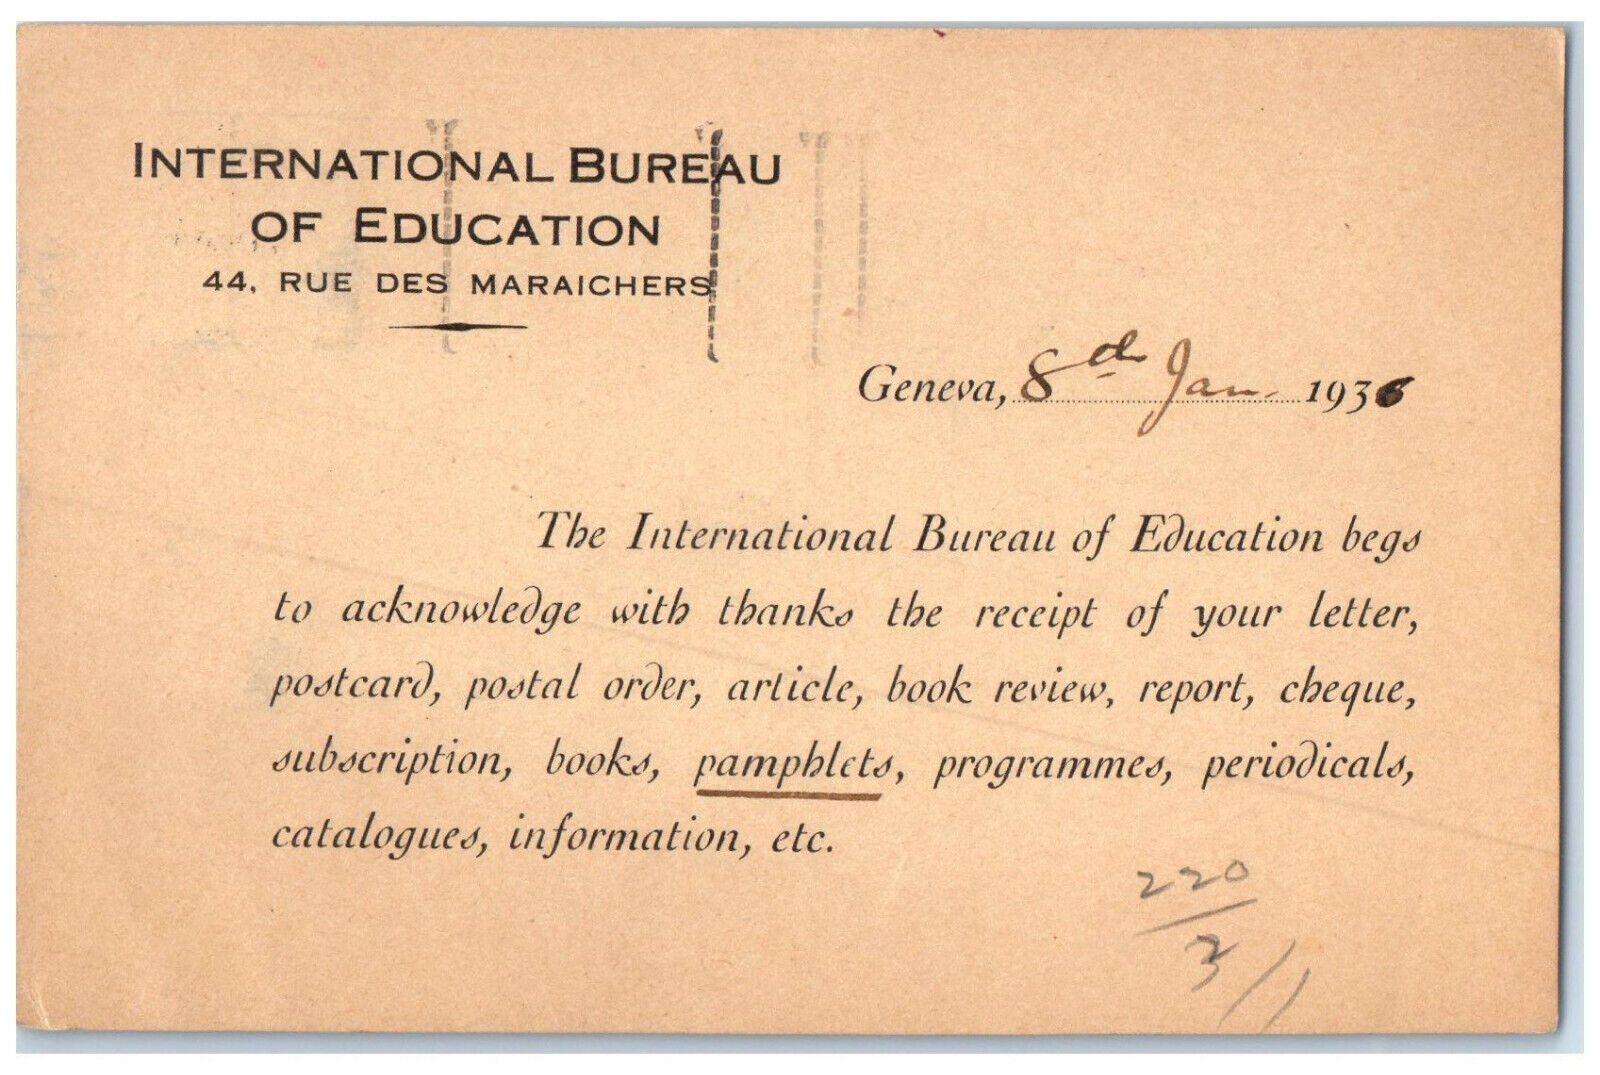 INTERNATIONAL BUREAU
OF EDUCATION
44, RUE DES MARAICHERS
Geneva, 8th Jan. 1936
The International Bureau of Education begs
to acknowledge with thanks the receipt of your letter,
postcard, postal order, article, book review, report, cheque,
subscription, books, pamphlets, programmes, periodicals,
catalogues, information, etc.
220
3/1